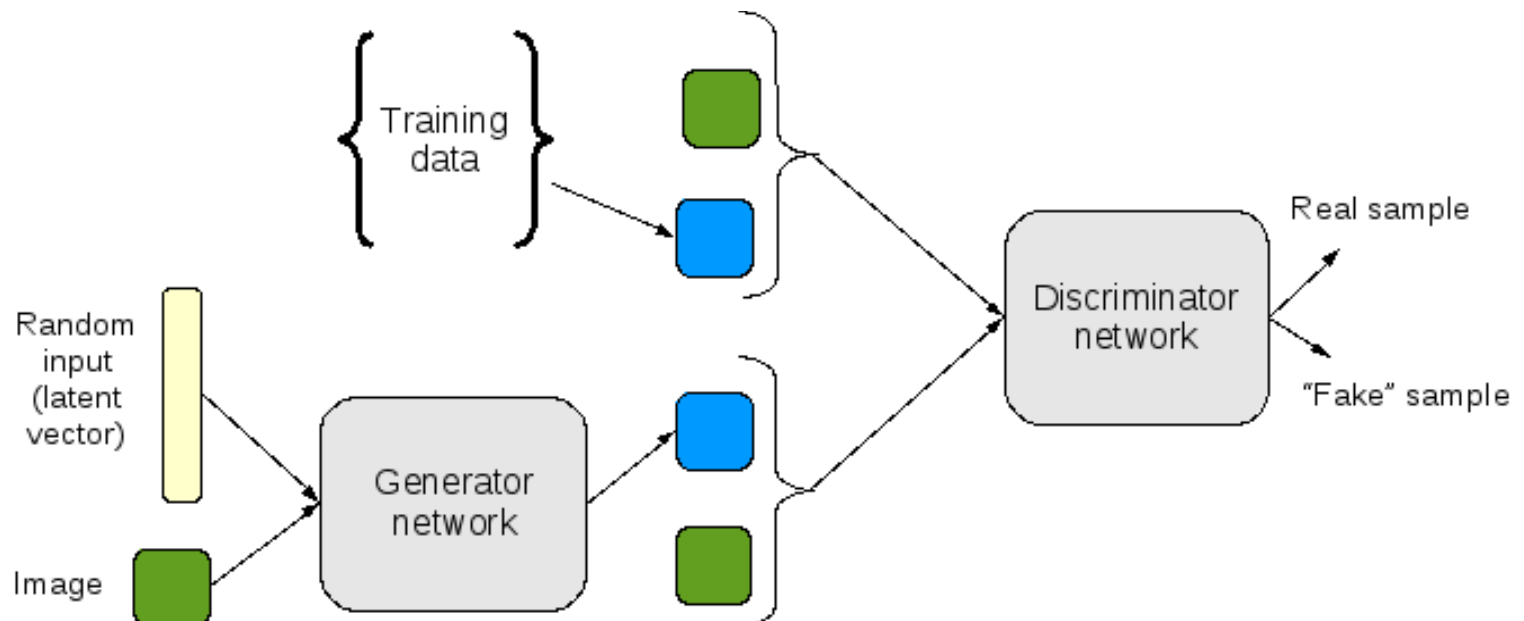 Training
data
Real sample
Discriminator
network
"Fake" sample
Random
input
(latent
vector)
Generator
network
Image